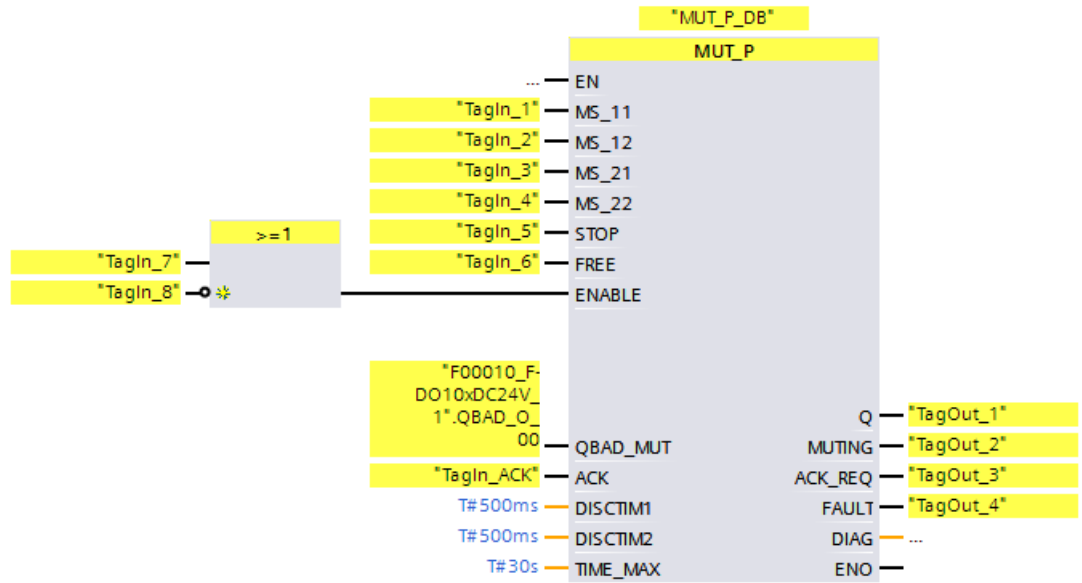 "MUT_P_DB"
MUT_P
... EN
"TagIn_1" MS_11
"TagIn_2" MS_12
"TagIn_3" MS_21
"TagIn_4" MS_22
"TagIn_5" STOP
"TagIn_6" FREE
>=1
"TagIn_7"
"TagIn_8" ENABLE
"F00010_F-
DO10xDC24V_
1".QBAD_O_
00 QBAD_MUT
Q "TagOut_1"
MUTING "TagOut_2"
"TagIn_ACK" ACK ACK_REQ "TagOut_3"
T#500ms DISCTIM1 FAULT "TagOut_4"
T#500ms DISCTIM2 DIAG ...
T#30s TIME_MAX ENO